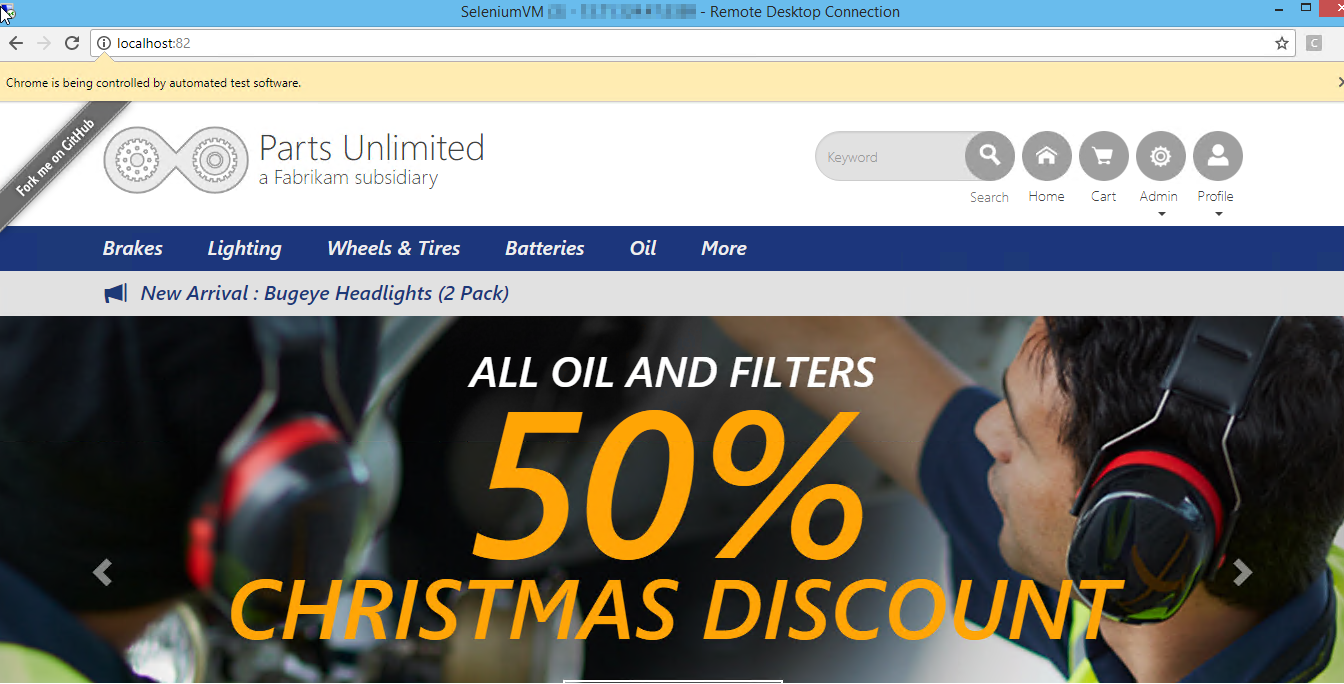 SeleniumVM - Remote Desktop Connection
localhost:82
C
Chrome is being controlled by automated test software.
Fork me on GitHub
Parts Unlimited
a Fabrikam subsidiary
Keyword
Search
Home
Cart
Admin
Profile
Brakes
Lighting
Wheels & Tires
Batteries
Oil
More
New Arrival : Bugeye Headlights (2 Pack)
ALL OIL AND FILTERS
50%
CHRISTMAS DISCOUNT